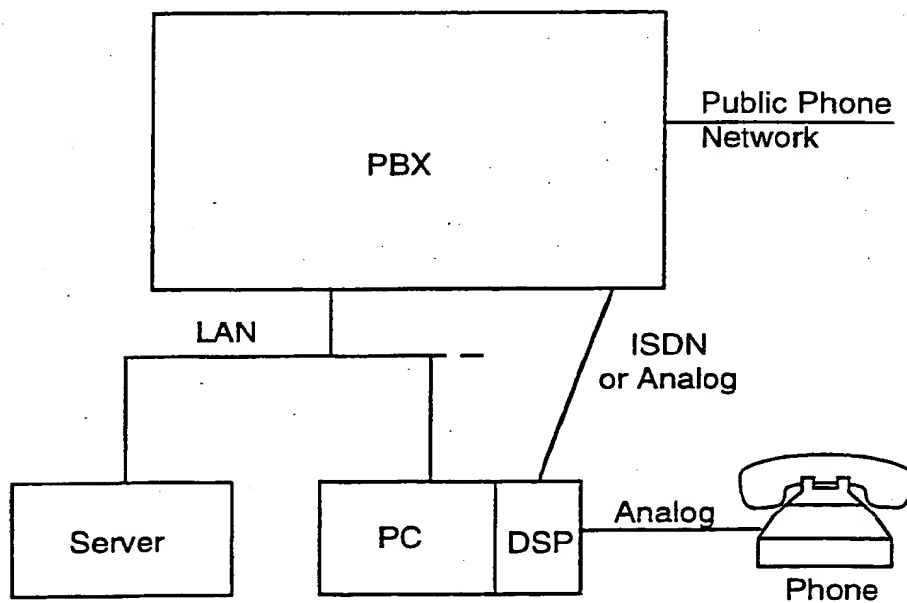 Public Phone
Network
PBX
LAN
ISDN
or Analog
Server
PC
DSP
Analog
Phone